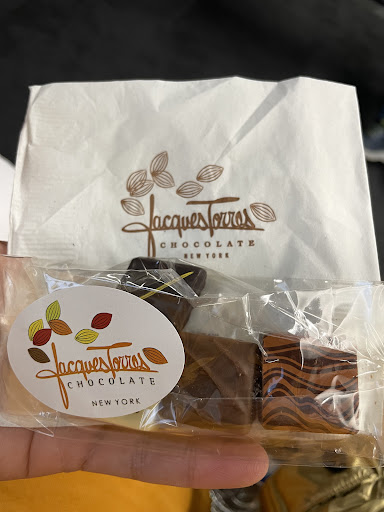 Jacques Torres
CHOCOLATE
NEW YORK
Jacques Torres
CHOCOLATE
NEW YORK